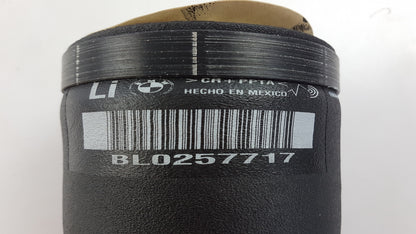 LI >CR+PPTA<
HECHO EN MEXICO
BL0257717